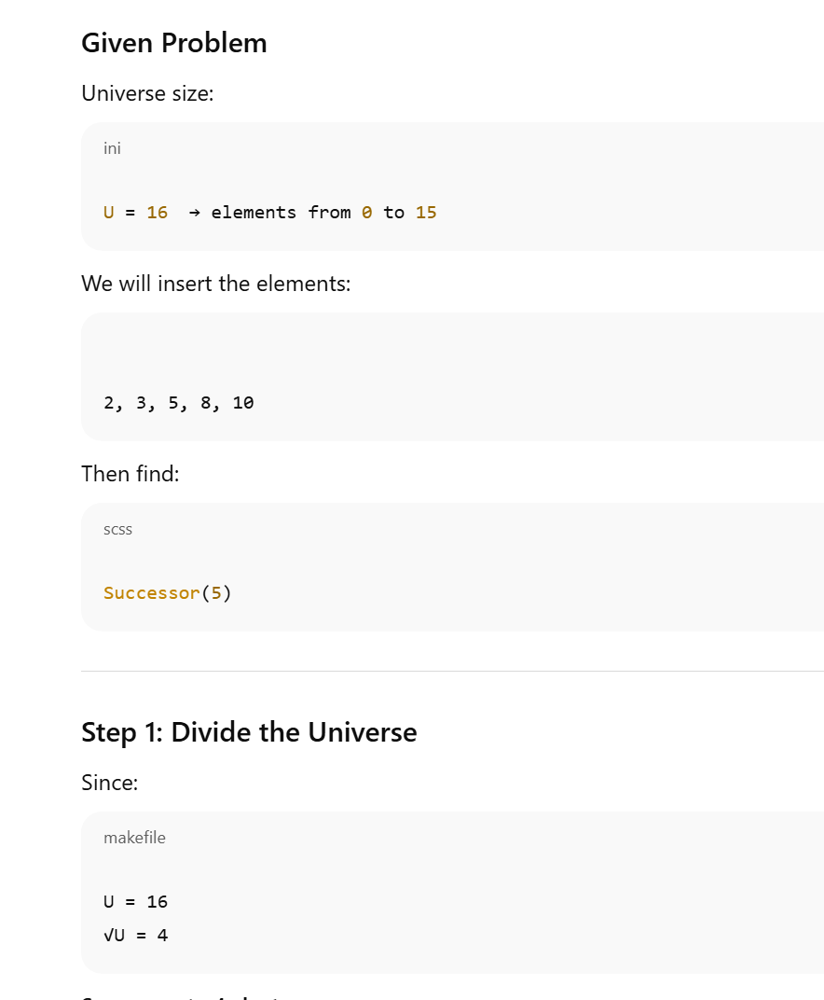 Given Problem
Universe size:
ini
U = 16  → elements from 0 to 15
We will insert the elements:
2, 3, 5, 8, 10
Then find:
scss
Successor(5)
Step 1: Divide the Universe
Since:
makefile
U = 16
√U = 4